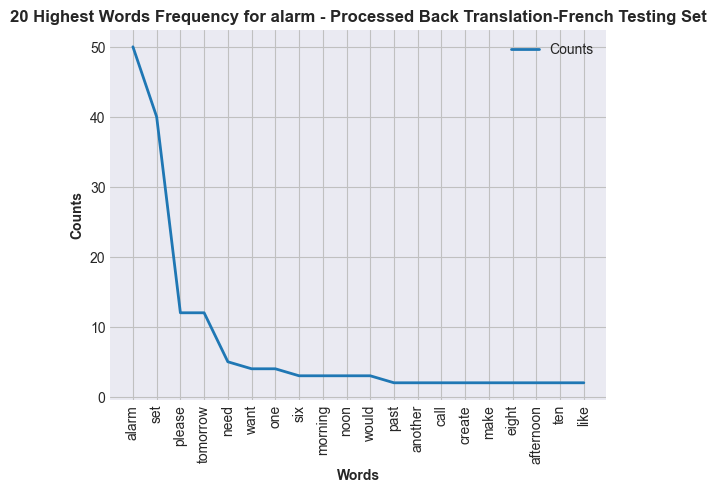 20 Highest Words Frequency for alarm - Processed Back Translation-French Testing Set
Counts
50
40
30
20
10
0
Counts
alarm
set
please
tomorrow
need
want
one
six
morning
noon
would
past
another
call
create
make
eight
afternoon
ten
like
Words